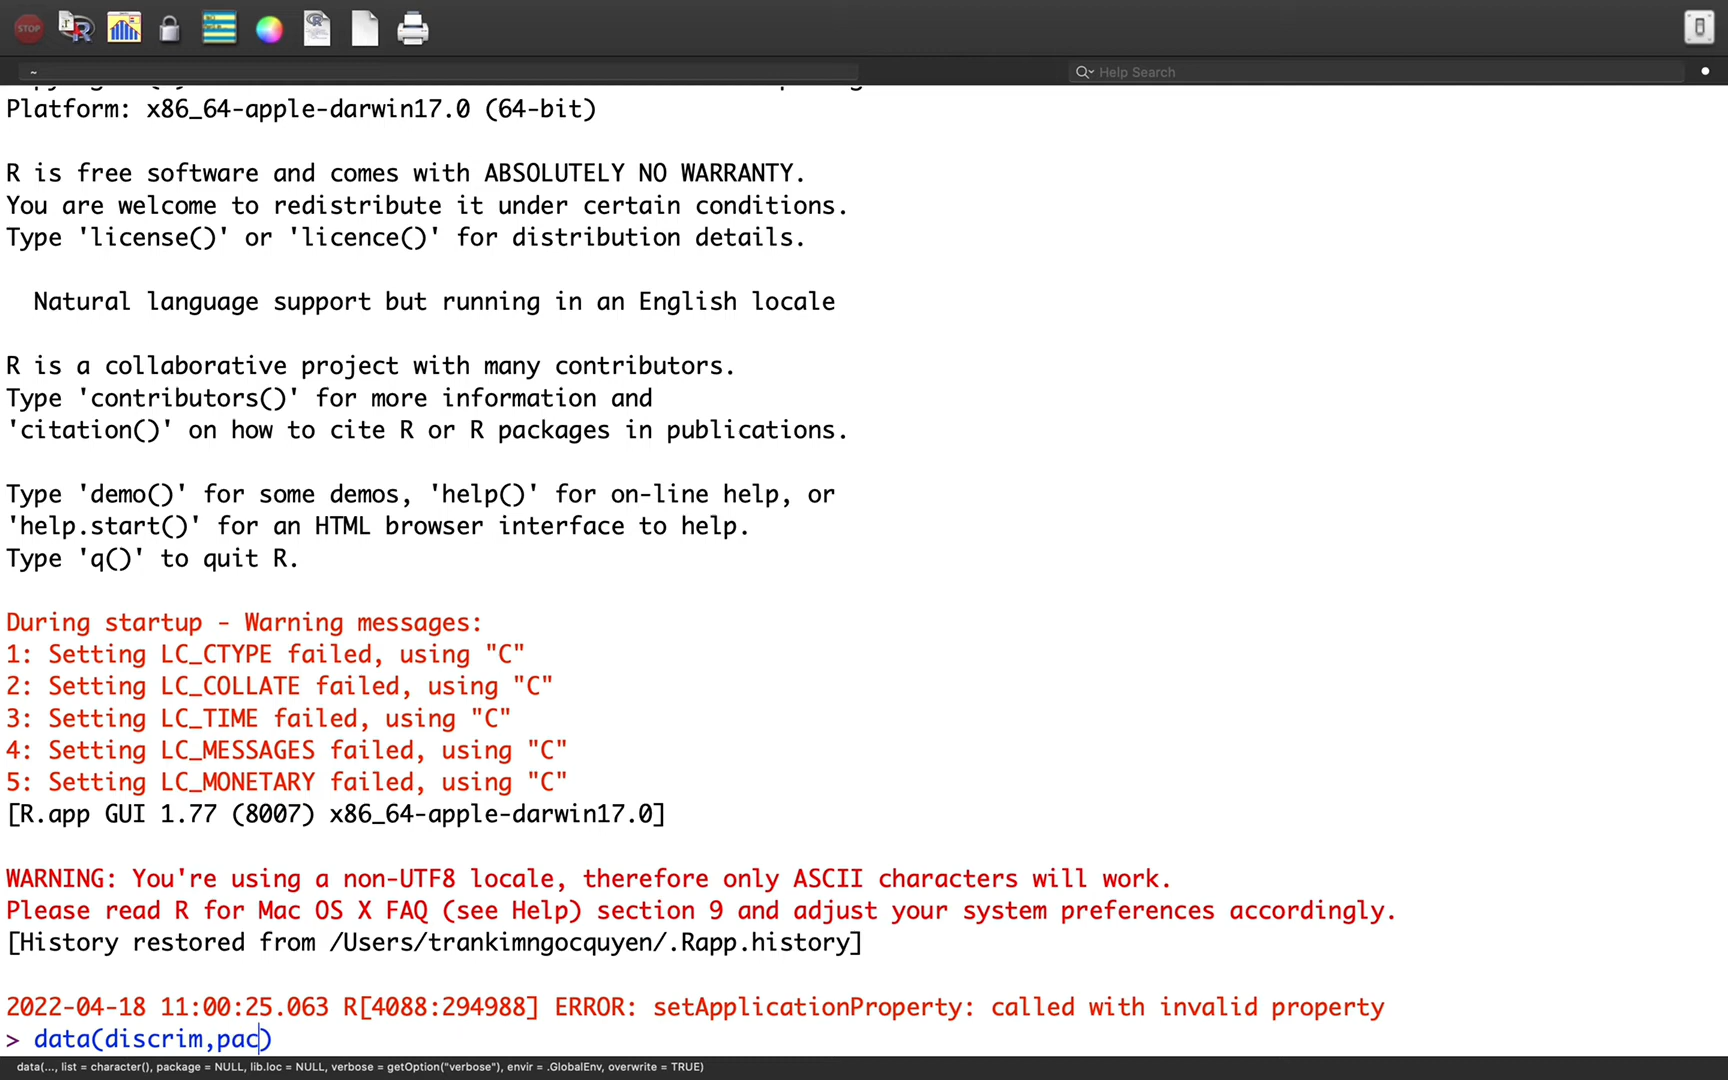 STOP
~
Help Search
Platform: x86_64-apple-darwin17.0 (64-bit)
R is free software and comes with ABSOLUTELY NO WARRANTY.
You are welcome to redistribute it under certain conditions.
Type 'license()' or 'licence()' for distribution details.
Natural language support but running in an English locale
R is a collaborative project with many contributors.
Type 'contributors()' for more information and
'citation()' on how to cite R or R packages in publications.
Type 'demo()' for some demos, 'help()' for on-line help, or
'help.start()' for an HTML browser interface to help.
Type 'q()' to quit R.
During startup - Warning messages:
1: Setting LC_CTYPE failed, using "C"
2: Setting LC_COLLATE failed, using "C"
3: Setting LC_TIME failed, using "C"
4: Setting LC_MESSAGES failed, using "C"
5: Setting LC_MONETARY failed, using "C"
[R.app GUI 1.77 (8007) x86_64-apple-darwin17.0]
WARNING: You're using a non-UTF8 locale, therefore only ASCII characters will work.
Please read R for Mac OS X FAQ (see Help) section 9 and adjust your system preferences accordingly.
[History restored from /Users/trankimngocquyen/.Rapp.history]
2022-04-18 11:00:25.063 R[4088:294988] ERROR: setApplicationProperty: called with invalid property
> data(discrim,pac)
data(..., list = character(), package = NULL, lib.loc = NULL, verbose = getOption("verbose"), envir = .GlobalEnv, overwrite = TRUE)